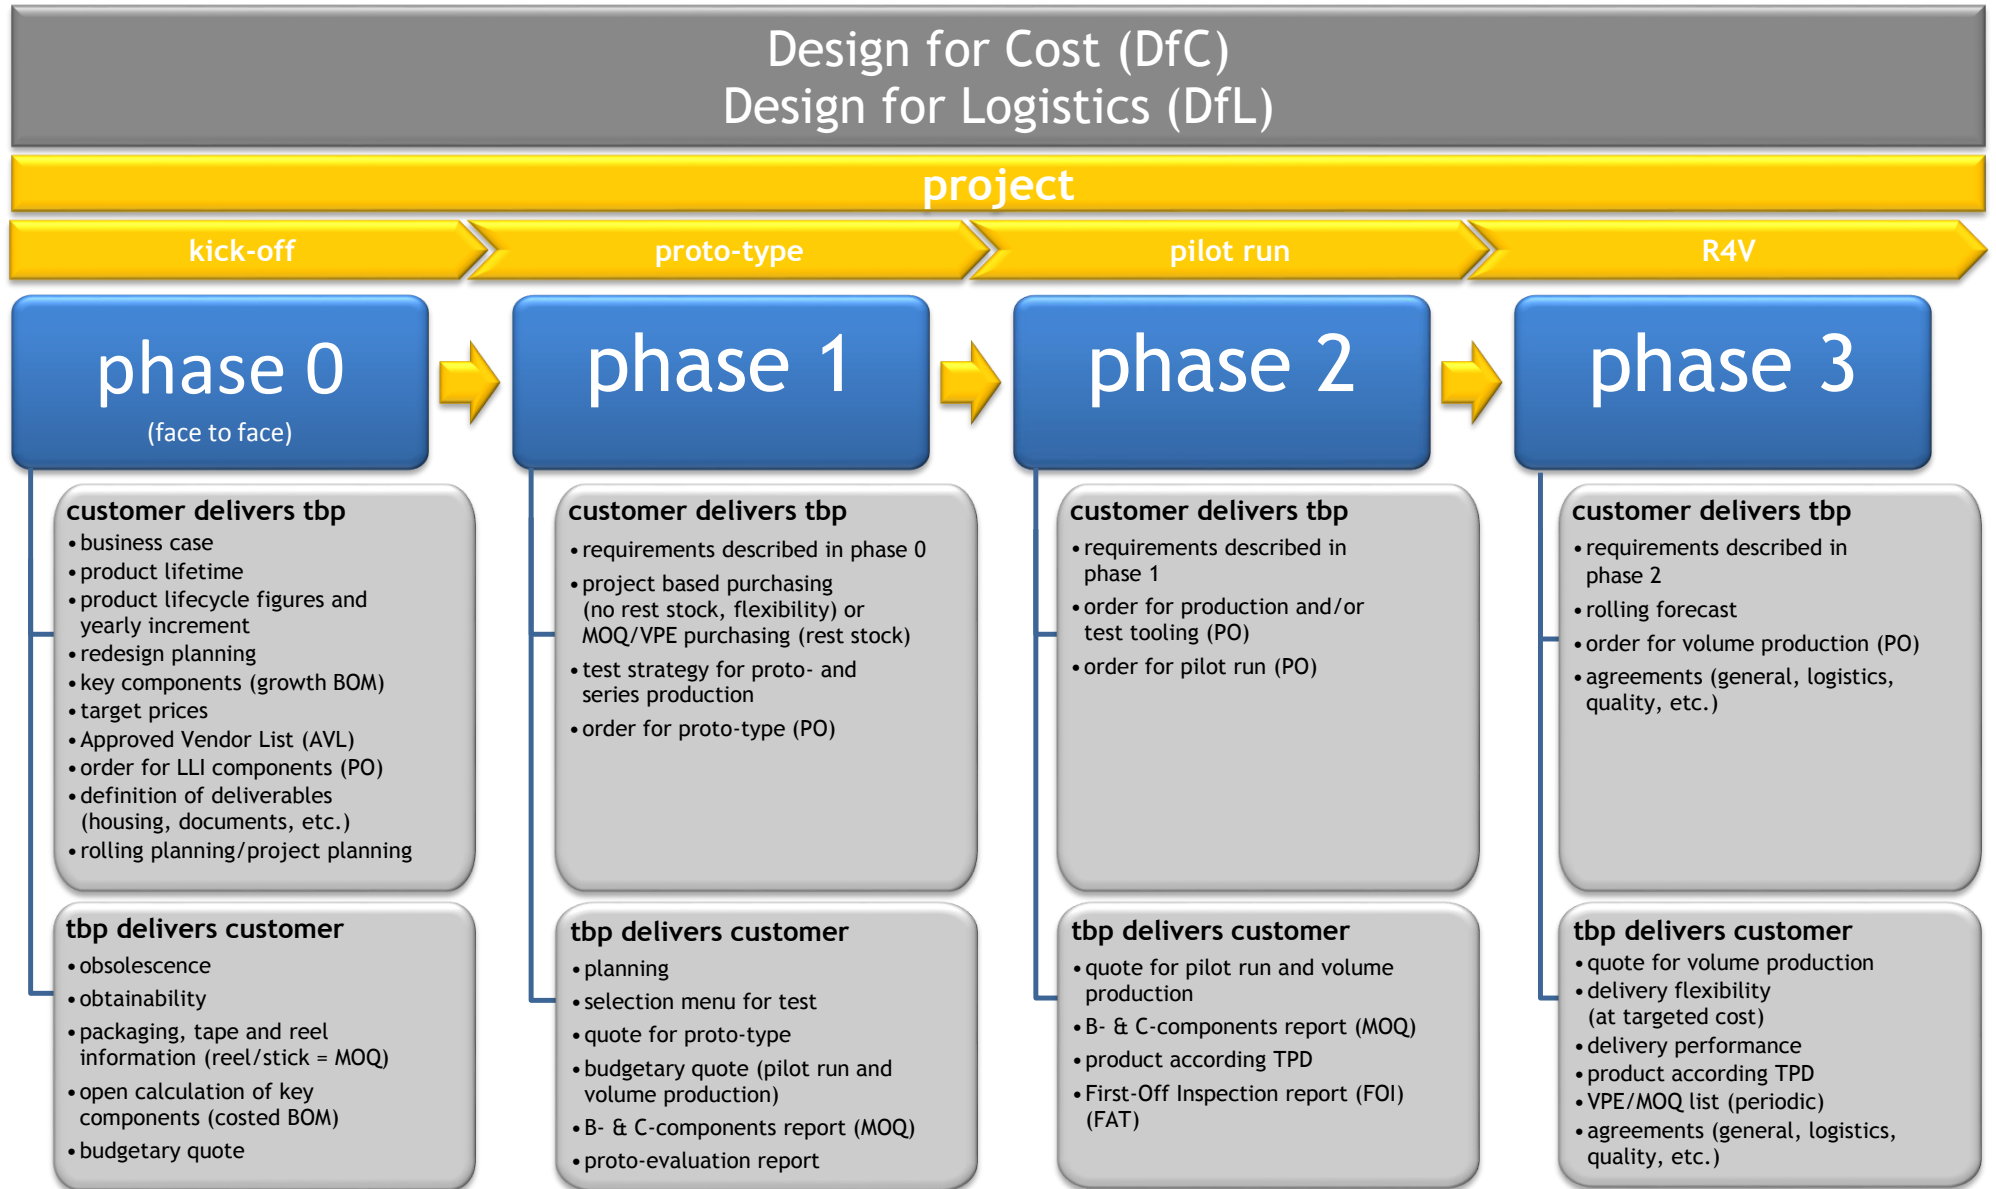 Design for Cost (DfC)
Design for Logistics (DfL)
project
kick-off
proto-type
pilot run
R4V
phase 0
(face to face)
phase 1
phase 2
phase 3
customer delivers tbp
• business case
• product lifetime
• product lifecycle figures and
yearly increment
• redesign planning
• key components (growth BOM)
• target prices
• Approved Vendor List (AVL)
• order for LLI components (PO)
• definition of deliverables
(housing, documents, etc.)
• rolling planning/project planning
customer delivers tbp
• requirements described in phase 0
• project based purchasing
(no rest stock, flexibility) or
MOQ/VPE purchasing (rest stock)
• test strategy for proto- and
series production
• order for proto-type (PO)
customer delivers tbp
• requirements described in
phase 1
• order for production and/or
test tooling (PO)
• order for pilot run (PO)
customer delivers tbp
• requirements described in
phase 2
• rolling forecast
• order for volume production (PO)
• agreements (general, logistics,
quality, etc.)
tbp delivers customer
• obsolescence
• obtainability
• packaging, tape and reel
information (reel/stick = MOQ)
• open calculation of key
components (costed BOM)
• budgetary quote
tbp delivers customer
• planning
• selection menu for test
• quote for proto-type
• budgetary quote (pilot run and
volume production)
• B- & C-components report (MOQ)
• proto-evaluation report
tbp delivers customer
• quote for pilot run and volume
production
• B- & C-components report (MOQ)
• product according TPD
• First-Off Inspection report (FOI)
(FAT)
tbp delivers customer
• quote for volume production
• delivery flexibility
(at targeted cost)
• delivery performance
• product according TPD
• VPE/MOQ list (periodic)
• agreements (general, logistics,
quality, etc.)